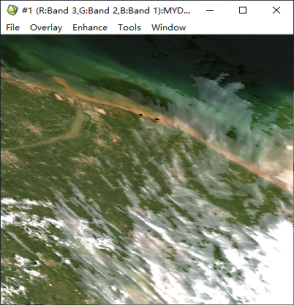 #1 (R:Band 3,G:Band 2,B:Band 1):MYD...
File Overlay Enhance Tools Window